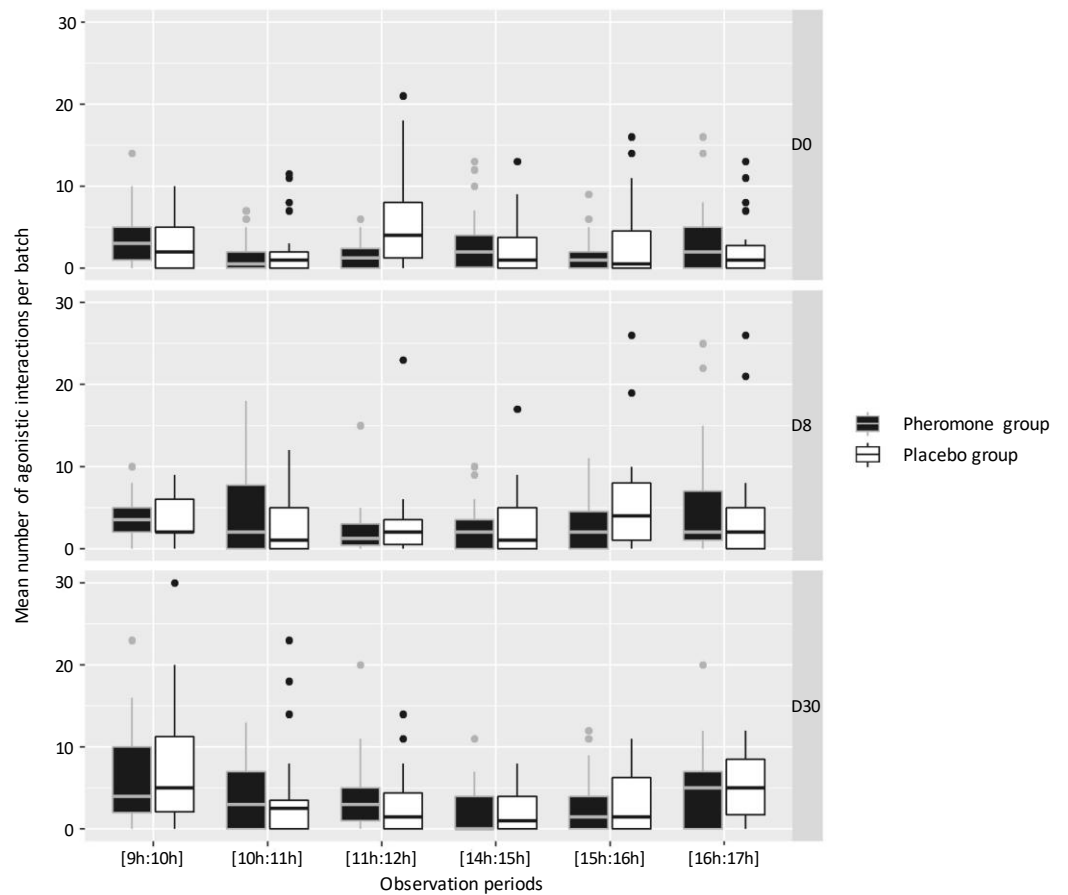 Mean number of agonistic interactions per batch
30
20
10
0
D0
30
20
10
0
D8
30
20
10
0
D30
[9h:10h] [10h:11h] [11h:12h] [14h:15h] [15h:16h] [16h:17h]
Observation periods
Pheromone group
Placebo group